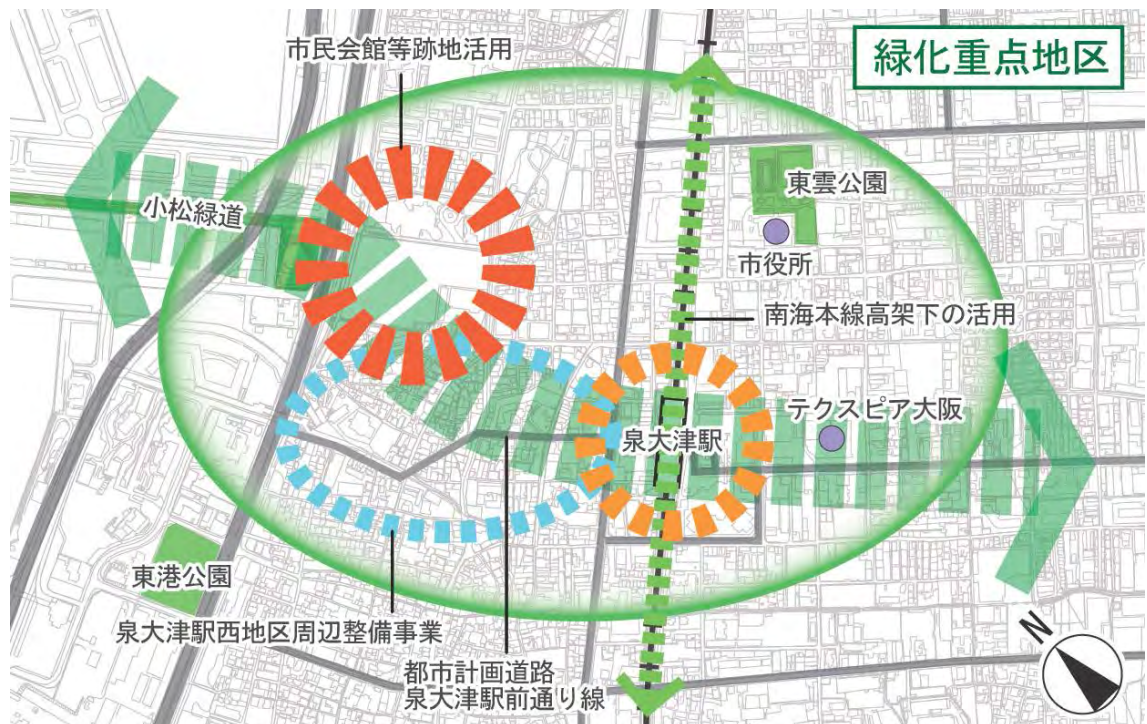 市民会館等跡地活用
緑化重点地区
小松緑道
東雲公園
市役所
南海本線高架下の活用
テクスピア大阪
泉大津駅
東港公園
泉大津駅西地区周辺整備事業
都市計画道路
泉大津駅前通り線
N